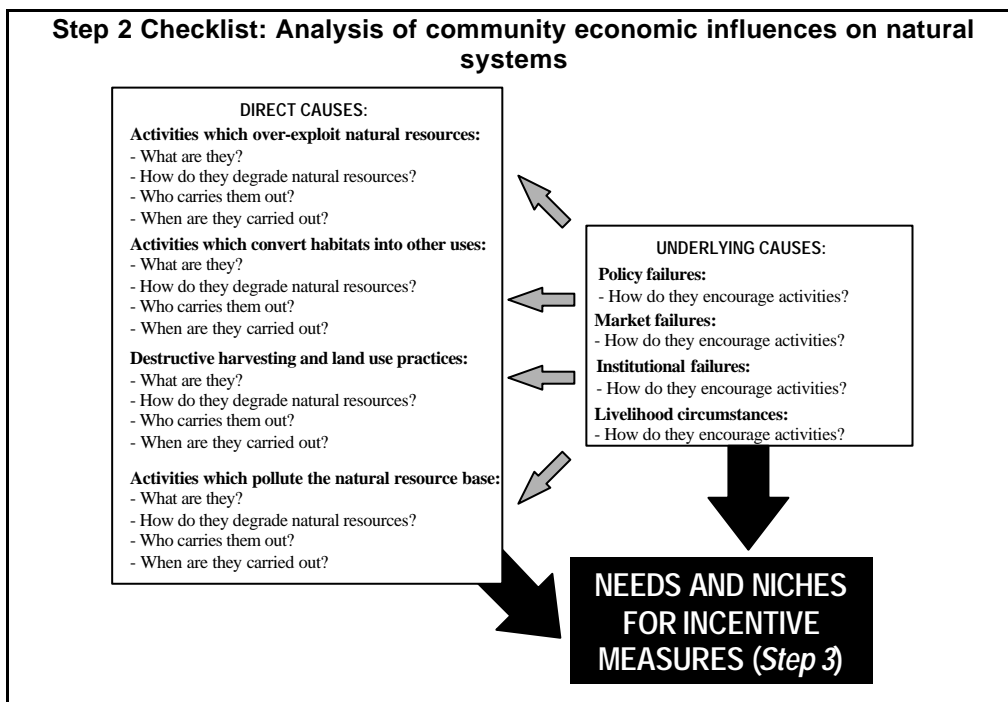 Step 2 Checklist: Analysis of community economic influences on natural
systems
DIRECT CAUSES:
Activities which over-exploit natural resources:
- What are they?
- How do they degrade natural resources?
- Who carries them out?
- When are they carried out?
Activities which convert habitats into other uses:
- What are they?
- How do they degrade natural resources?
- Who carries them out?
- When are they carried out?
Destructive harvesting and land use practices:
- What are they?
- How do they degrade natural resources?
- Who carries them out?
- When are they carried out?
Activities which pollute the natural resource base:
- What are they?
- How do they degrade natural resources?
- Who carries them out?
- When are they carried out?
UNDERLYING CAUSES:
Policy failures:
- How do they encourage activities?
Market failures:
- How do they encourage activities?
Institutional failures:
- How do they encourage activities?
Livelihood circumstances:
- How do they encourage activities?
NEEDS AND NICHES
FOR INCENTIVE
MEASURES (Step 3)